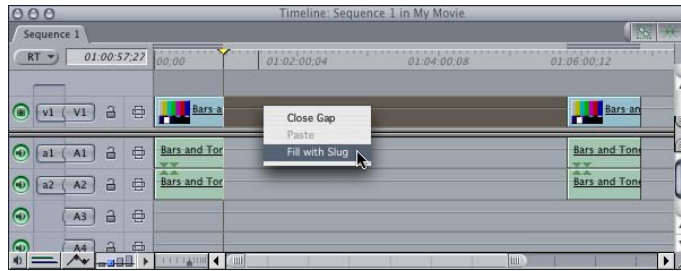 Timeline: Sequence 1 in My Movie
Sequence 1
RT 01:00:57;27 00;00 01:02:00;04 01:04:00;08 01:06:00;12
v1 V1 Bars a Bars an
Close Gap
Paste
Fill with Slug
a1 A1 Bars and Ton Bars and Ton
a2 A2 Bars and Tor Bars and Ton
A3
A4